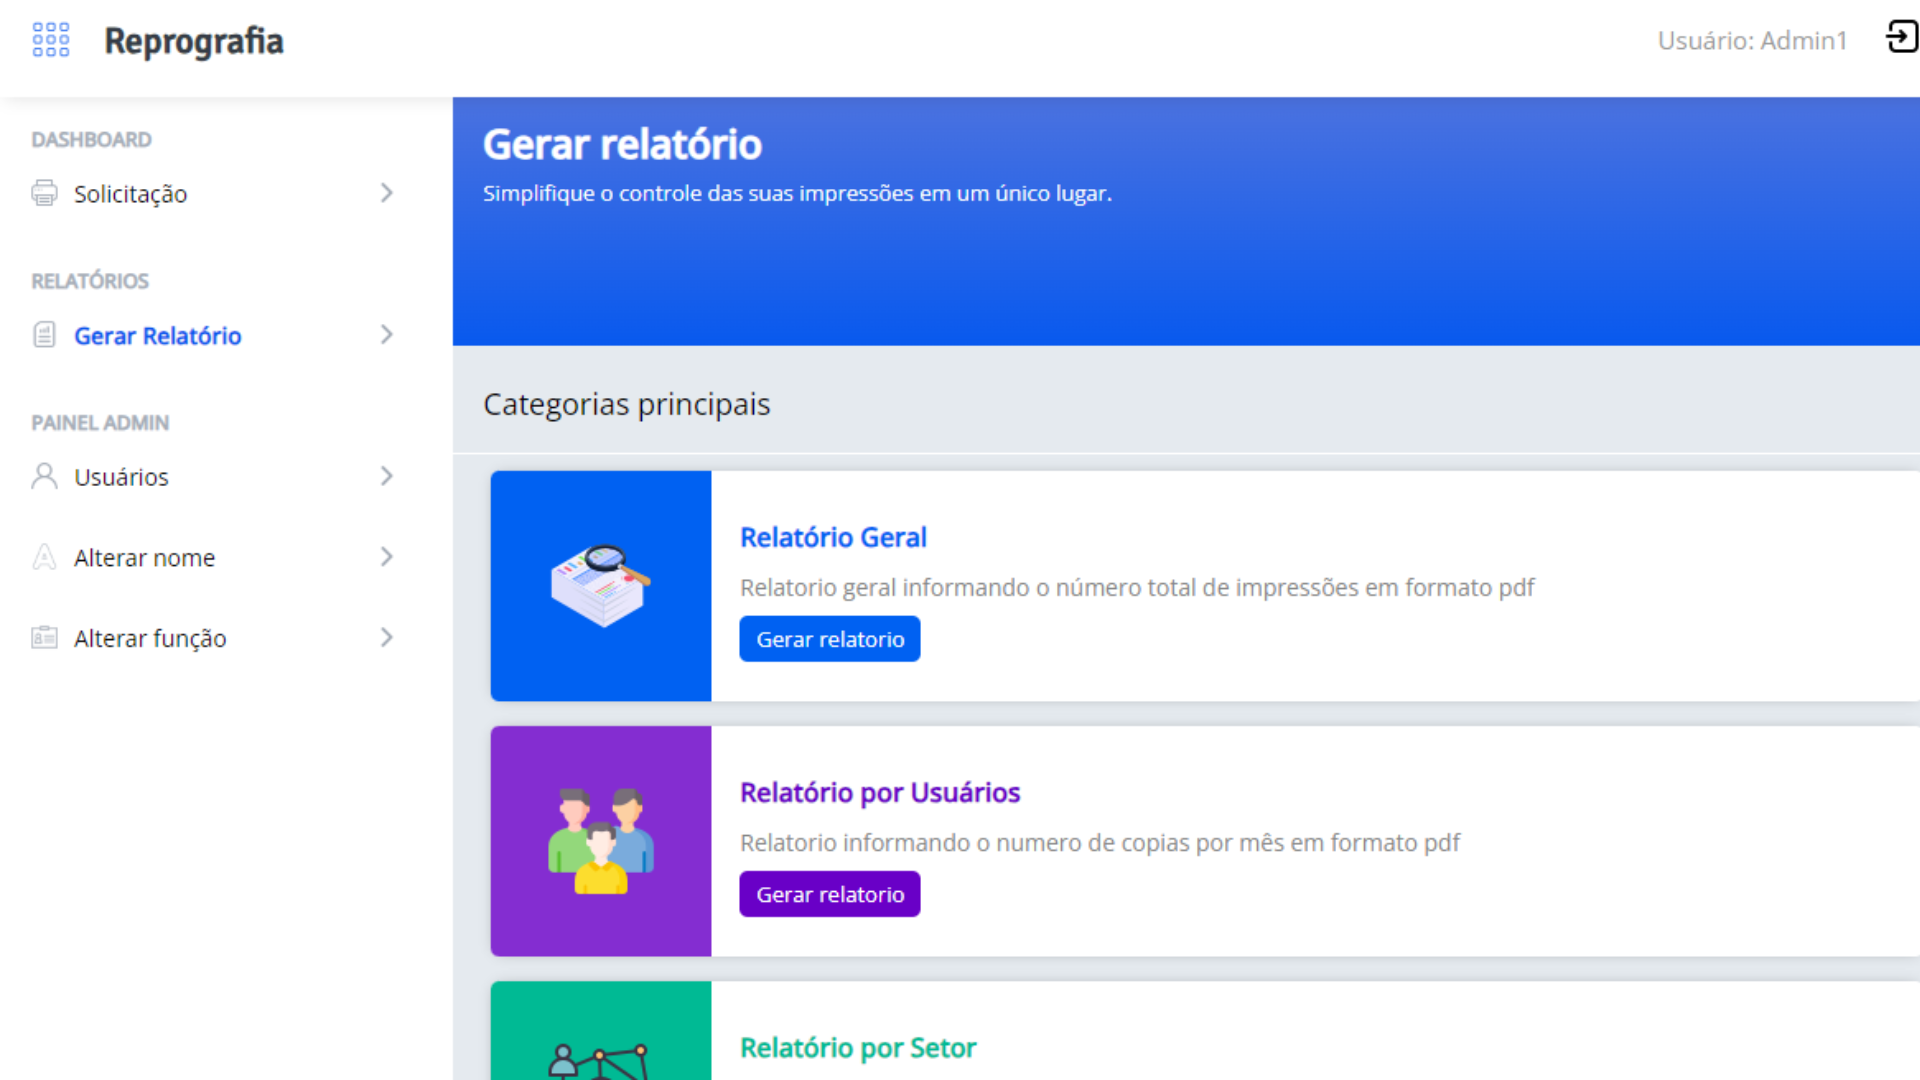 Reprografia
Usuário: Admin1
DASHBOARD
Solicitação
RELATÓRIOS
Gerar Relatório
PAINEL ADMIN
Usuários
Alterar nome
Alterar função
Gerar relatório
Simplifique o controle das suas impressões em um único lugar.
Categorias principais
Relatório Geral
Relatorio geral informando o número total de impressões em formato pdf
Gerar relatorio
Relatório por Usuários
Relatorio informando o numero de copias por mês em formato pdf
Gerar relatorio
Relatório por Setor